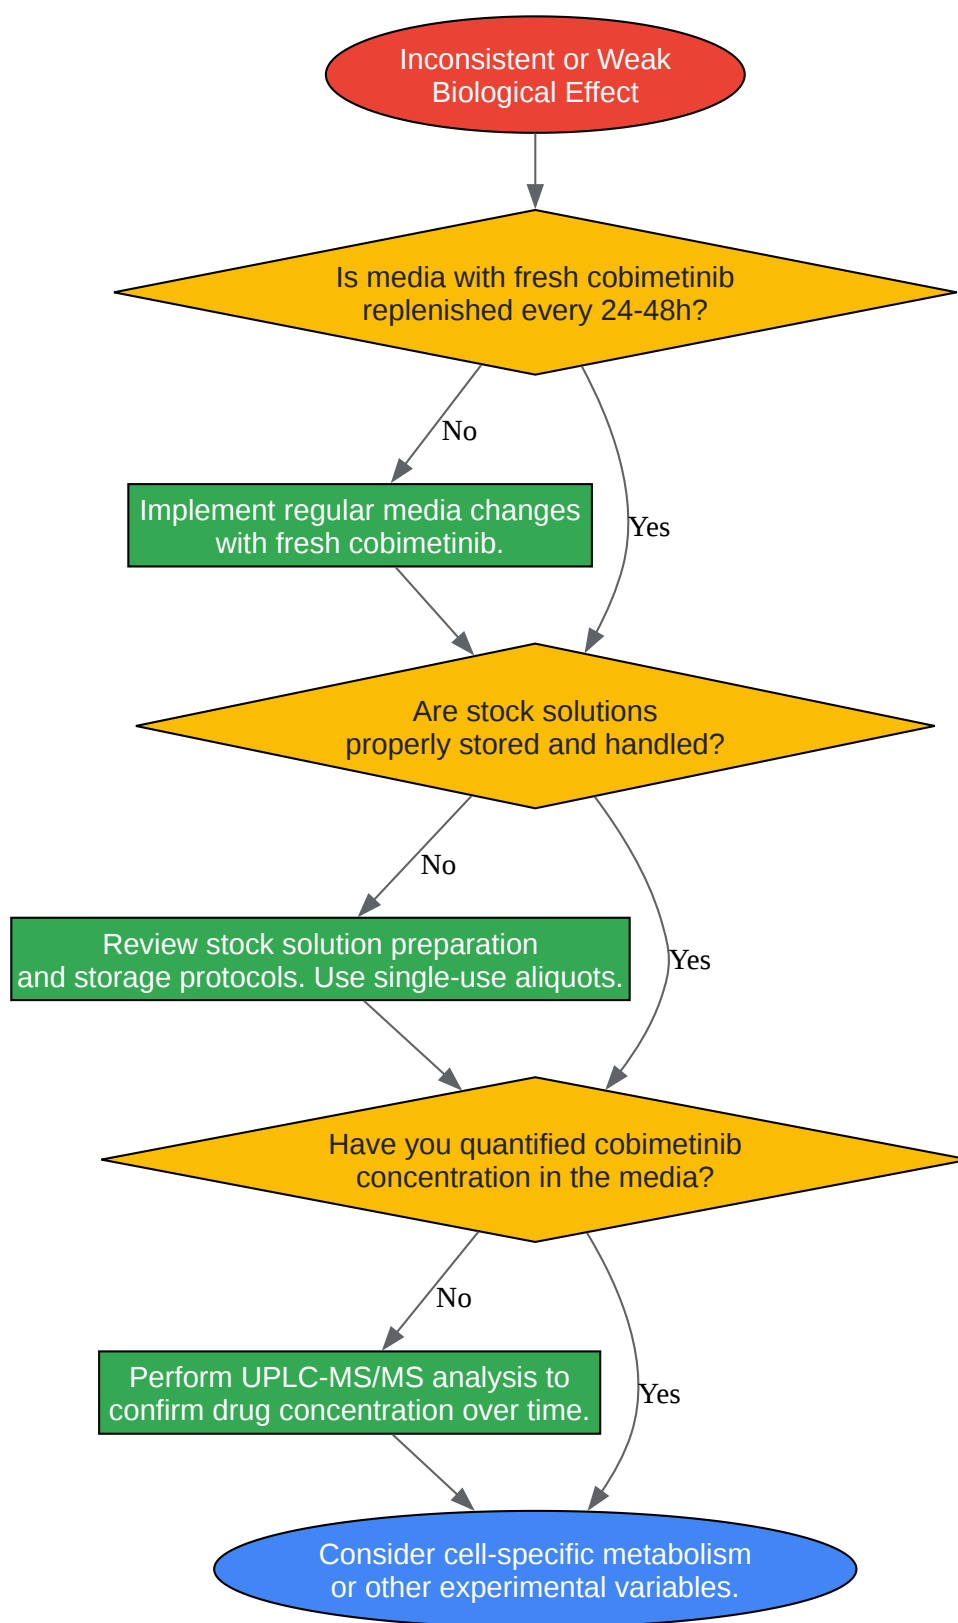 Inconsistent or Weak
Biological Effect
Is media with fresh cobimetinib
replenished every 24-48h?
No
Implement regular media changes
with fresh cobimetinib.
Yes
Are stock solutions
properly stored and handled?
No
Review stock solution preparation
and storage protocols. Use single-use aliquots.
Yes
Have you quantified cobimetinib
concentration in the media?
No
Perform UPLC-MS/MS analysis to
confirm drug concentration over time.
Yes
Consider cell-specific metabolism
or other experimental variables.